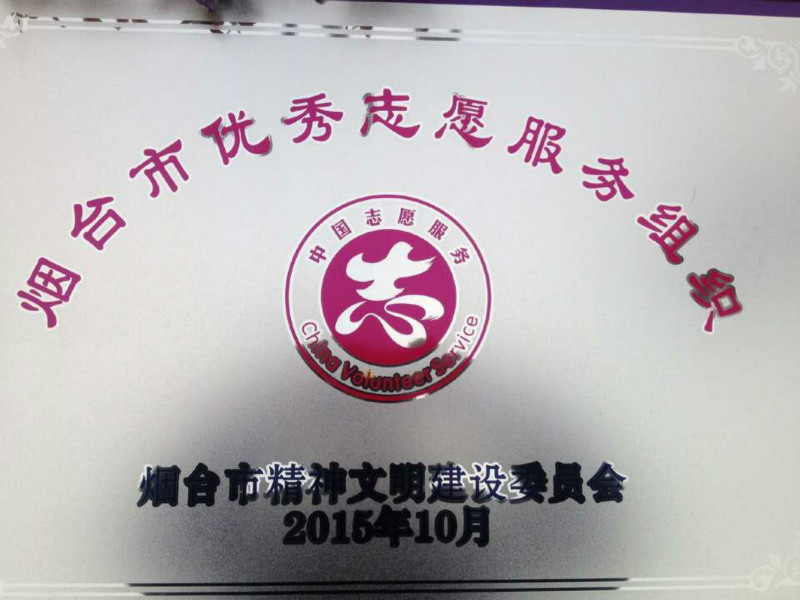 烟台市优秀志愿服务组织
中国志愿服务
志
China Volunteer Service
烟台市精神文明建设委员会
2015年10月